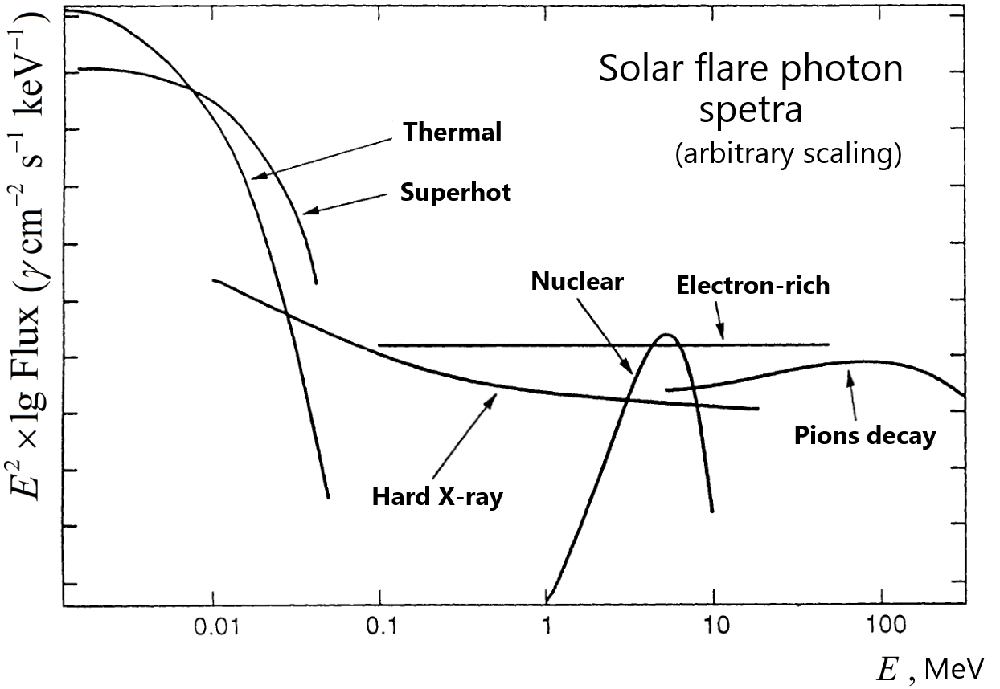 Solar flare photon
spetra
(arbitrary scaling)
Thermal
Superhot
Nuclear
Electron-rich
Hard X-ray
Pions decay
E² × lg Flux (γ cm⁻² s⁻¹ keV⁻¹)
0.01 0.1 1 10 100
E , MeV